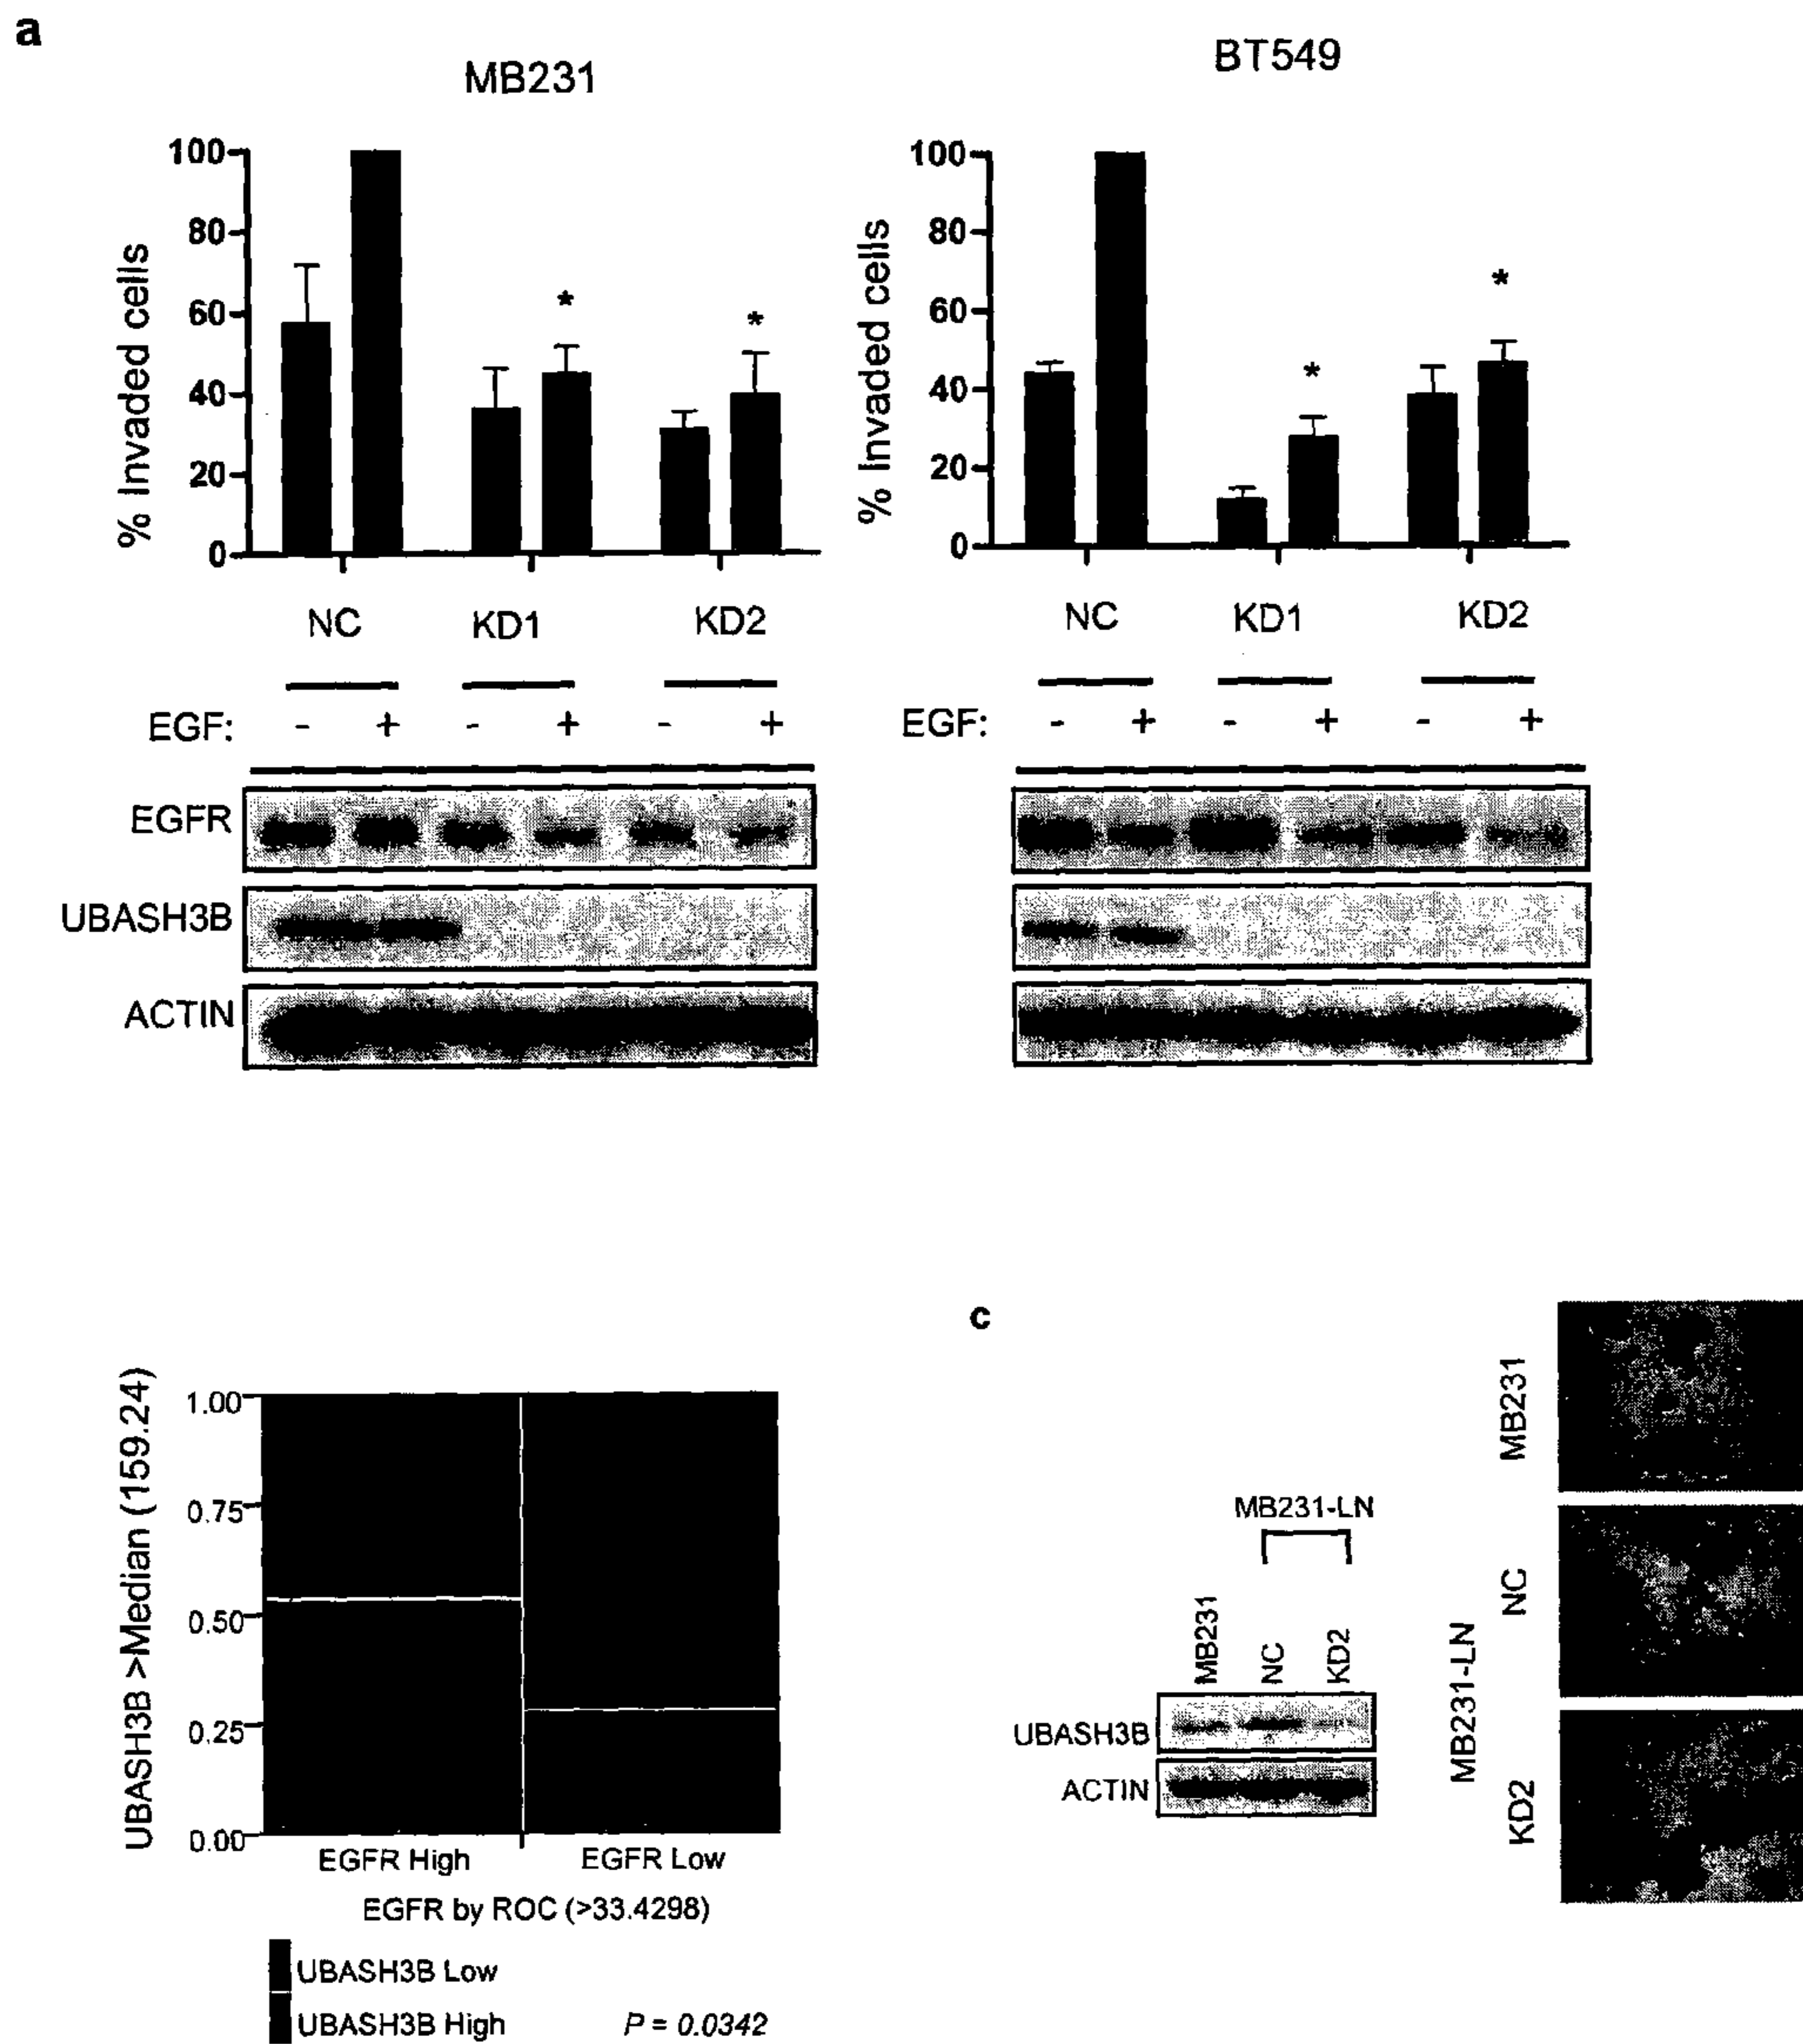 a
MB231
100
80
60
40
20
0
% Invaded cells
* *
NC KD1 KD2
EGF: - + - + - +
EGFR
UBASH3B
ACTIN
BT549
100
80
60
40
20
0
% Invaded cells
* *
NC KD1 KD2
EGF: - + - + - +
UBASH3B >Median (159.24)
1.00
0.75
0.50
0.25
0.00
EGFR High EGFR Low
EGFR by ROC (>33.4298)
UBASH3B Low
UBASH3B High P = 0.0342
c
MB231-LN
MB231 NC KD2
UBASH3B
ACTIN
MB231
MB231-LN
NC
KD2